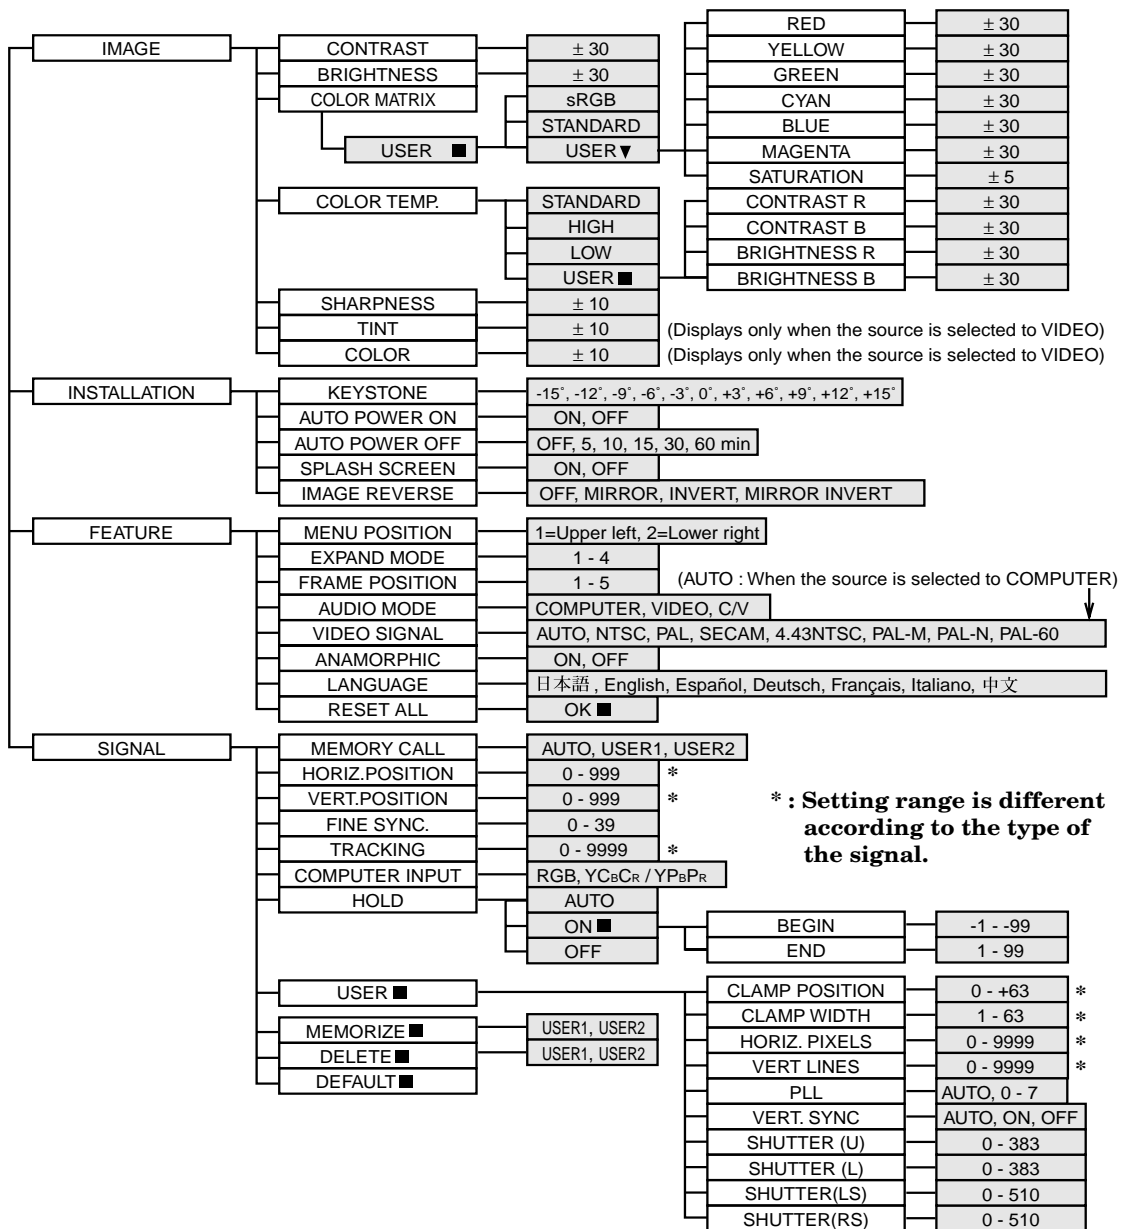 RED ± 30
IMAGE CONTRAST ± 30 YELLOW ± 30
BRIGHTNESS ± 30 GREEN ± 30
COLOR MATRIX sRGB CYAN ± 30
STANDARD BLUE ± 30
USER ■ USER▼ MAGENTA ± 30
SATURATION ± 5
COLOR TEMP. STANDARD CONTRAST R ± 30
HIGH CONTRAST B ± 30
LOW BRIGHTNESS R ± 30
USER■ BRIGHTNESS B ± 30
SHARPNESS ± 10
TINT ± 10 (Displays only when the source is selected to VIDEO)
COLOR ± 10 (Displays only when the source is selected to VIDEO)
INSTALLATION KEYSTONE -15°, -12°, -9°, -6°, -3°, 0°, +3°, +6°, +9°, +12°, +15°
AUTO POWER ON ON, OFF
AUTO POWER OFF OFF, 5, 10, 15, 30, 60 min
SPLASH SCREEN ON, OFF
IMAGE REVERSE OFF, MIRROR, INVERT, MIRROR INVERT
FEATURE MENU POSITION 1=Upper left, 2=Lower right
EXPAND MODE 1 - 4
FRAME POSITION 1 - 5 (AUTO : When the source is selected to COMPUTER)
AUDIO MODE COMPUTER, VIDEO, C/V
VIDEO SIGNAL AUTO, NTSC, PAL, SECAM, 4.43NTSC, PAL-M, PAL-N, PAL-60
ANAMORPHIC ON, OFF
LANGUAGE 日本語 , English, Español, Deutsch, Français, Italiano, 中文
RESET ALL OK ■
SIGNAL MEMORY CALL AUTO, USER1, USER2
HORIZ.POSITION 0 - 999 *
VERT.POSITION 0 - 999 *
FINE SYNC. 0 - 39
TRACKING 0 - 9999 *
* : Setting range is different
according to the type of
the signal.
COMPUTER INPUT RGB, YCBCR / YPBPR
HOLD AUTO
ON ■ BEGIN -1 - -99
OFF END 1 - 99
USER ■ CLAMP POSITION 0 - +63 *
CLAMP WIDTH 1 - 63 *
MEMORIZE■ USER1, USER2 HORIZ. PIXELS 0 - 9999 *
DELETE■ USER1, USER2 VERT LINES 0 - 9999 *
DEFAULT■ PLL AUTO, 0 - 7
VERT. SYNC AUTO, ON, OFF
SHUTTER (U) 0 - 383
SHUTTER (L) 0 - 383
SHUTTER(LS) 0 - 510
SHUTTER(RS) 0 - 510